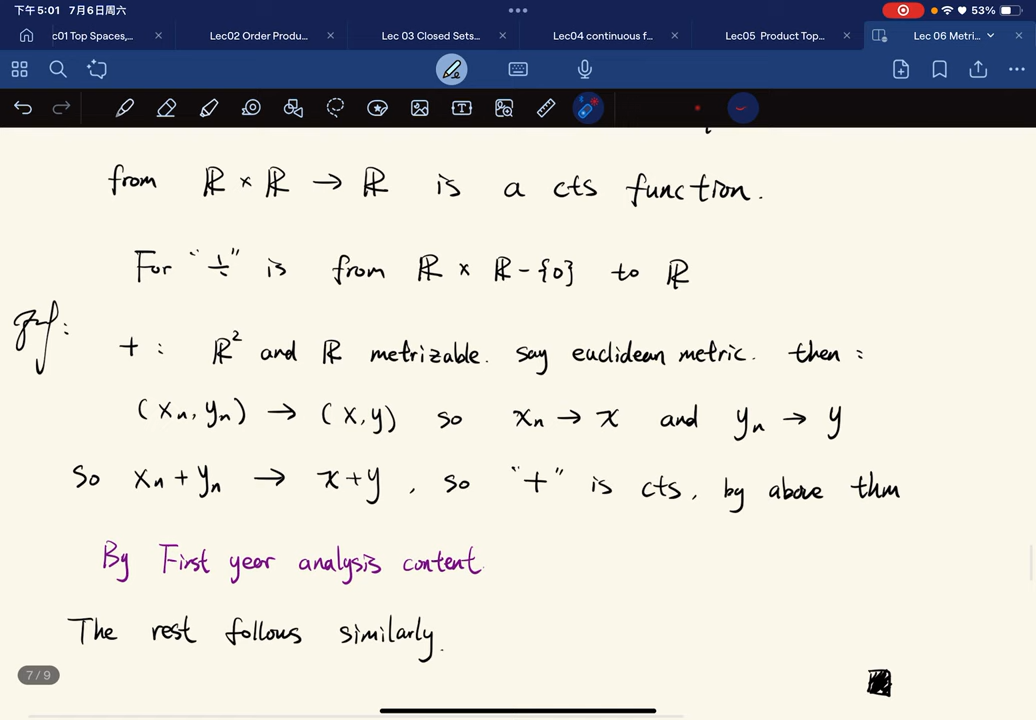 下午5:01 7月6日周六
53%
c01 Top Spaces,...
Lec02 Order Produ...
Lec 03 Closed Sets...
Lec04 continuous f...
Lec05 Product Top...
Lec 06 Metri...
from ℝ × ℝ → ℝ is a cts function.
For "÷" is from ℝ × ℝ - {0} to ℝ
+ : ℝ² and ℝ metrizable. say euclidean metric. then :
(xₙ, yₙ) → (x, y) so xₙ → x and yₙ → y
So xₙ + yₙ → x + y , so "+" is cts, by above thm
By First year analysis content.
The rest follows similarly.
7 / 9